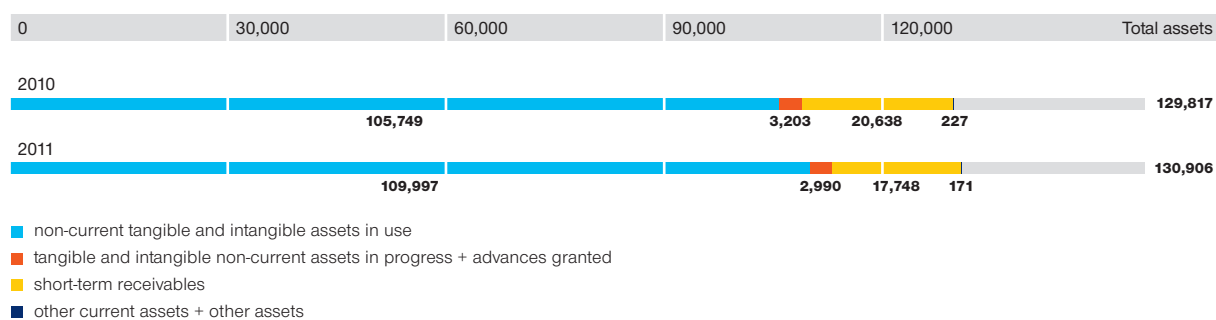 0 30,000 60,000 90,000 120,000 Total assets
2010
129,817
105,749 3,203 20,638 227
2011
130,906
109,997 2,990 17,748 171
non-current tangible and intangible assets in use
tangible and intangible non-current assets in progress + advances granted
short-term receivables
other current assets + other assets